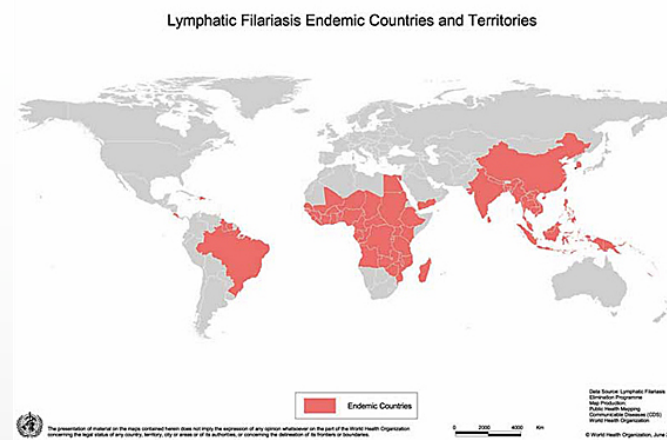 Lymphatic Filariasis Endemic Countries and Territories
Endemic Countries
The presentation of material on the maps contained herein does not imply the expression of any opinion whatsoever on the part of the World Health Organization
concerning the legal status of any country, territory, city or areas or of its authorities, or concerning the delineation of its frontiers or boundaries.
0 2000 4000 Km
Data Source: Lymphatic Filariasis
Elimination Programme
Map Production:
Public Health Mapping
Communicable Diseases (CDS)
World Health Organization
© World Health Organization, June